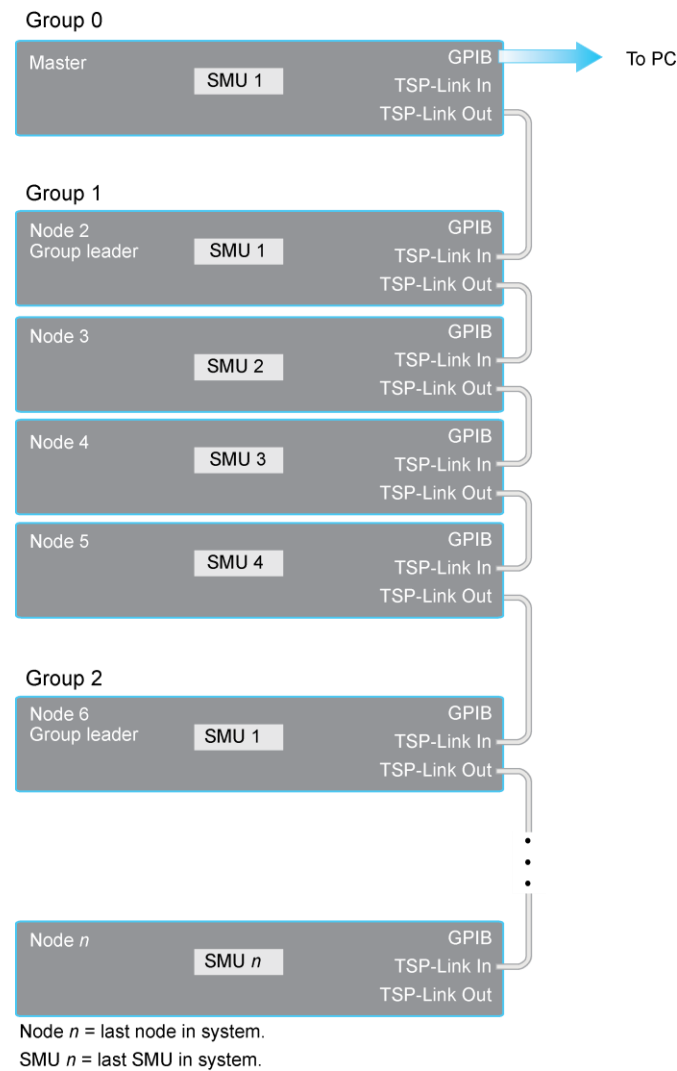 Group 0
Master
SMU 1
GPIB
To PC
TSP-Link In
TSP-Link Out
Group 1
Node 2
Group leader
SMU 1
GPIB
TSP-Link In
TSP-Link Out
Node 3
SMU 2
GPIB
TSP-Link In
TSP-Link Out
Node 4
SMU 3
GPIB
TSP-Link In
TSP-Link Out
Node 5
SMU 4
GPIB
TSP-Link In
TSP-Link Out
Group 2
Node 6
Group leader
SMU 1
GPIB
TSP-Link In
TSP-Link Out
Node n
SMU n
GPIB
TSP-Link In
TSP-Link Out
Node n = last node in system.
SMU n = last SMU in system.